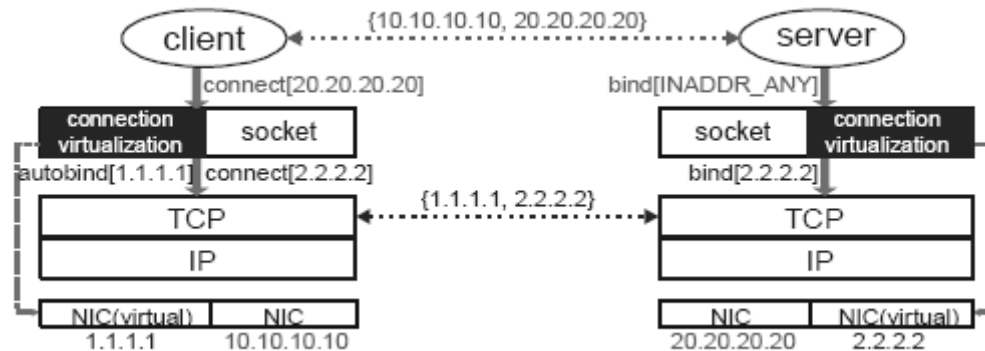 {10.10.10.10, 20.20.20.20}
client
server
connect[20.20.20.20]
bind[INADDR_ANY]
connection
virtualization
socket
socket
connection
virtualization
autobind[1.1.1.1]
connect[2.2.2.2]
bind[2.2.2.2]
{1.1.1.1, 2.2.2.2}
TCP
TCP
IP
IP
NIC(virtual)
NIC
NIC
NIC(virtual)
1.1.1.1
10.10.10.10
20.20.20.20
2.2.2.2